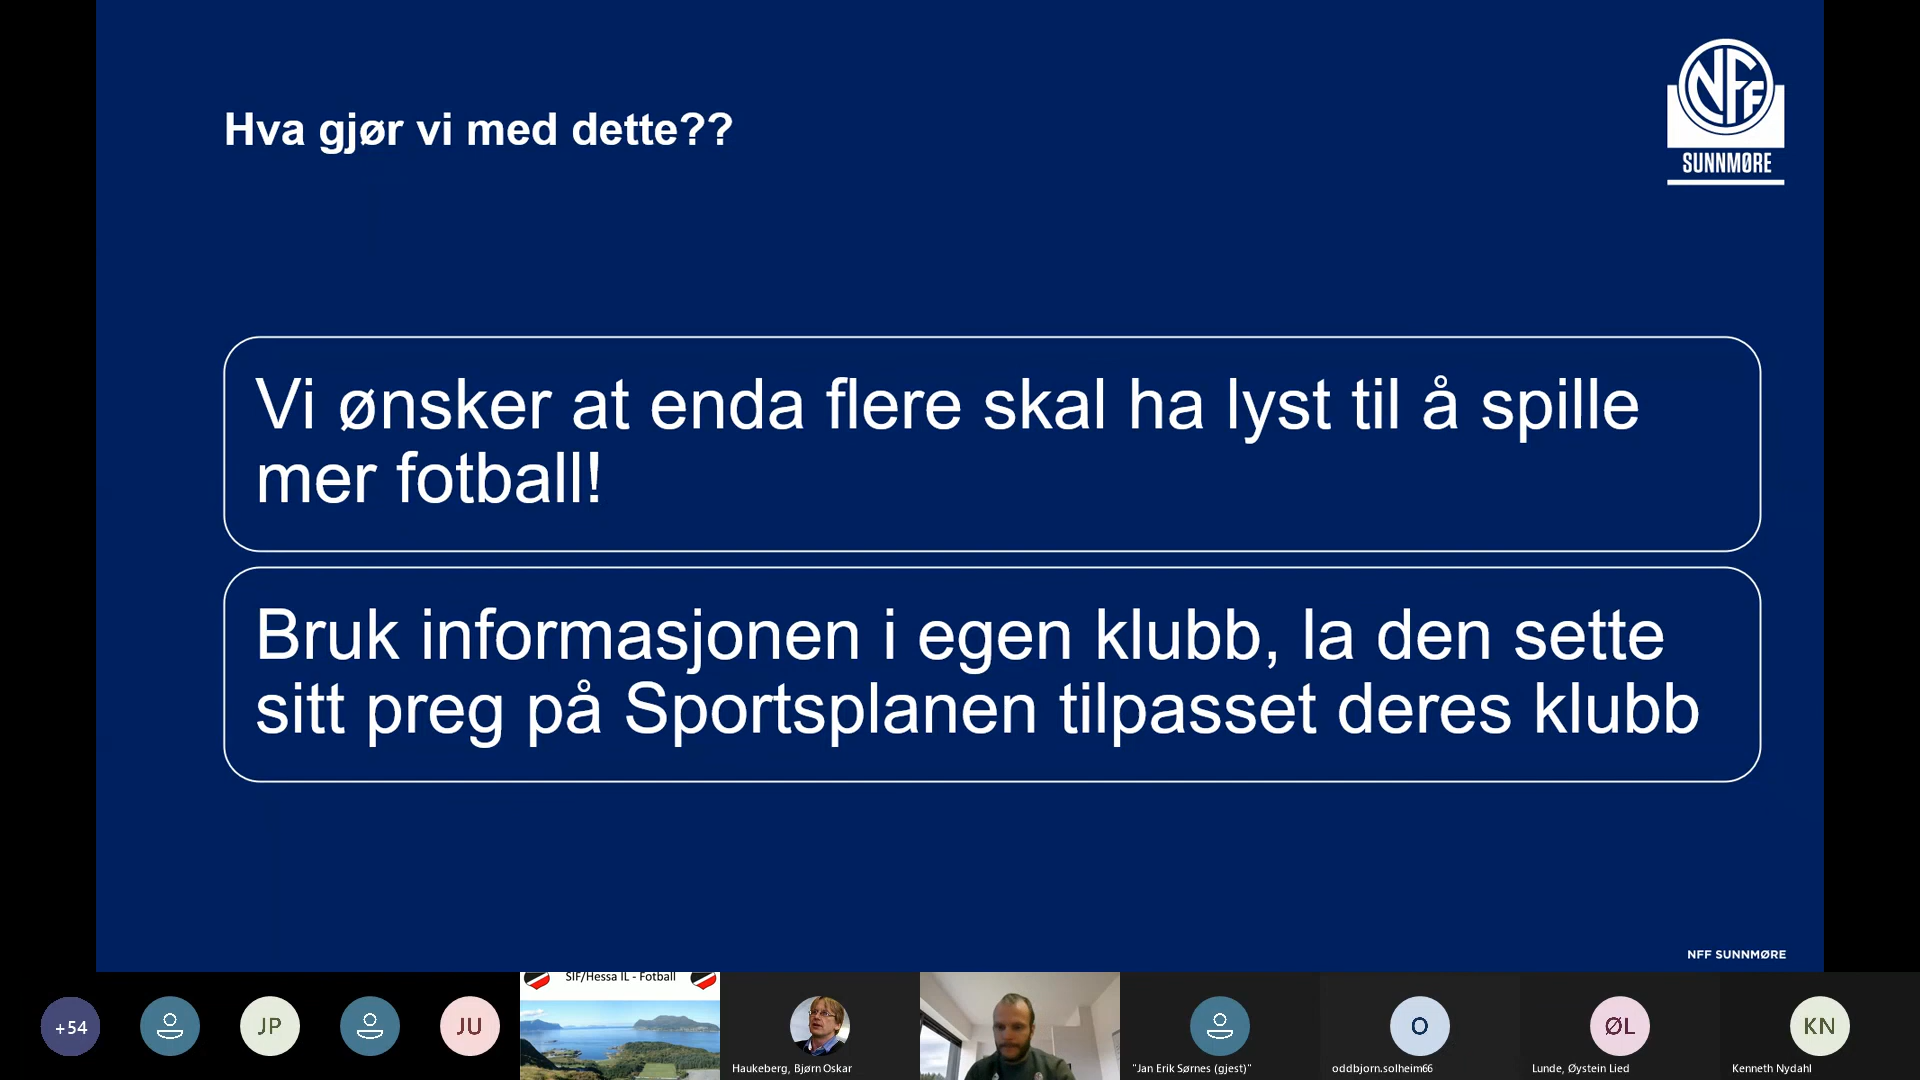 Hva gjør vi med dette??
NFF
SUNNMØRE
Vi ønsker at enda flere skal ha lyst til å spille
mer fotball!
Bruk informasjonen i egen klubb, la den sette
sitt preg på Sportsplanen tilpasset deres klubb
NFF SUNNMØRE
+54
JP
JU
SIF/Hessa IL - Fotball
Haukeberg, Bjørn Oskar
"Jan Erik Sørnes (gjest)"
O
oddbjorn.solheim66
ØL
Lunde, Øystein Lied
KN
Kenneth Nydahl